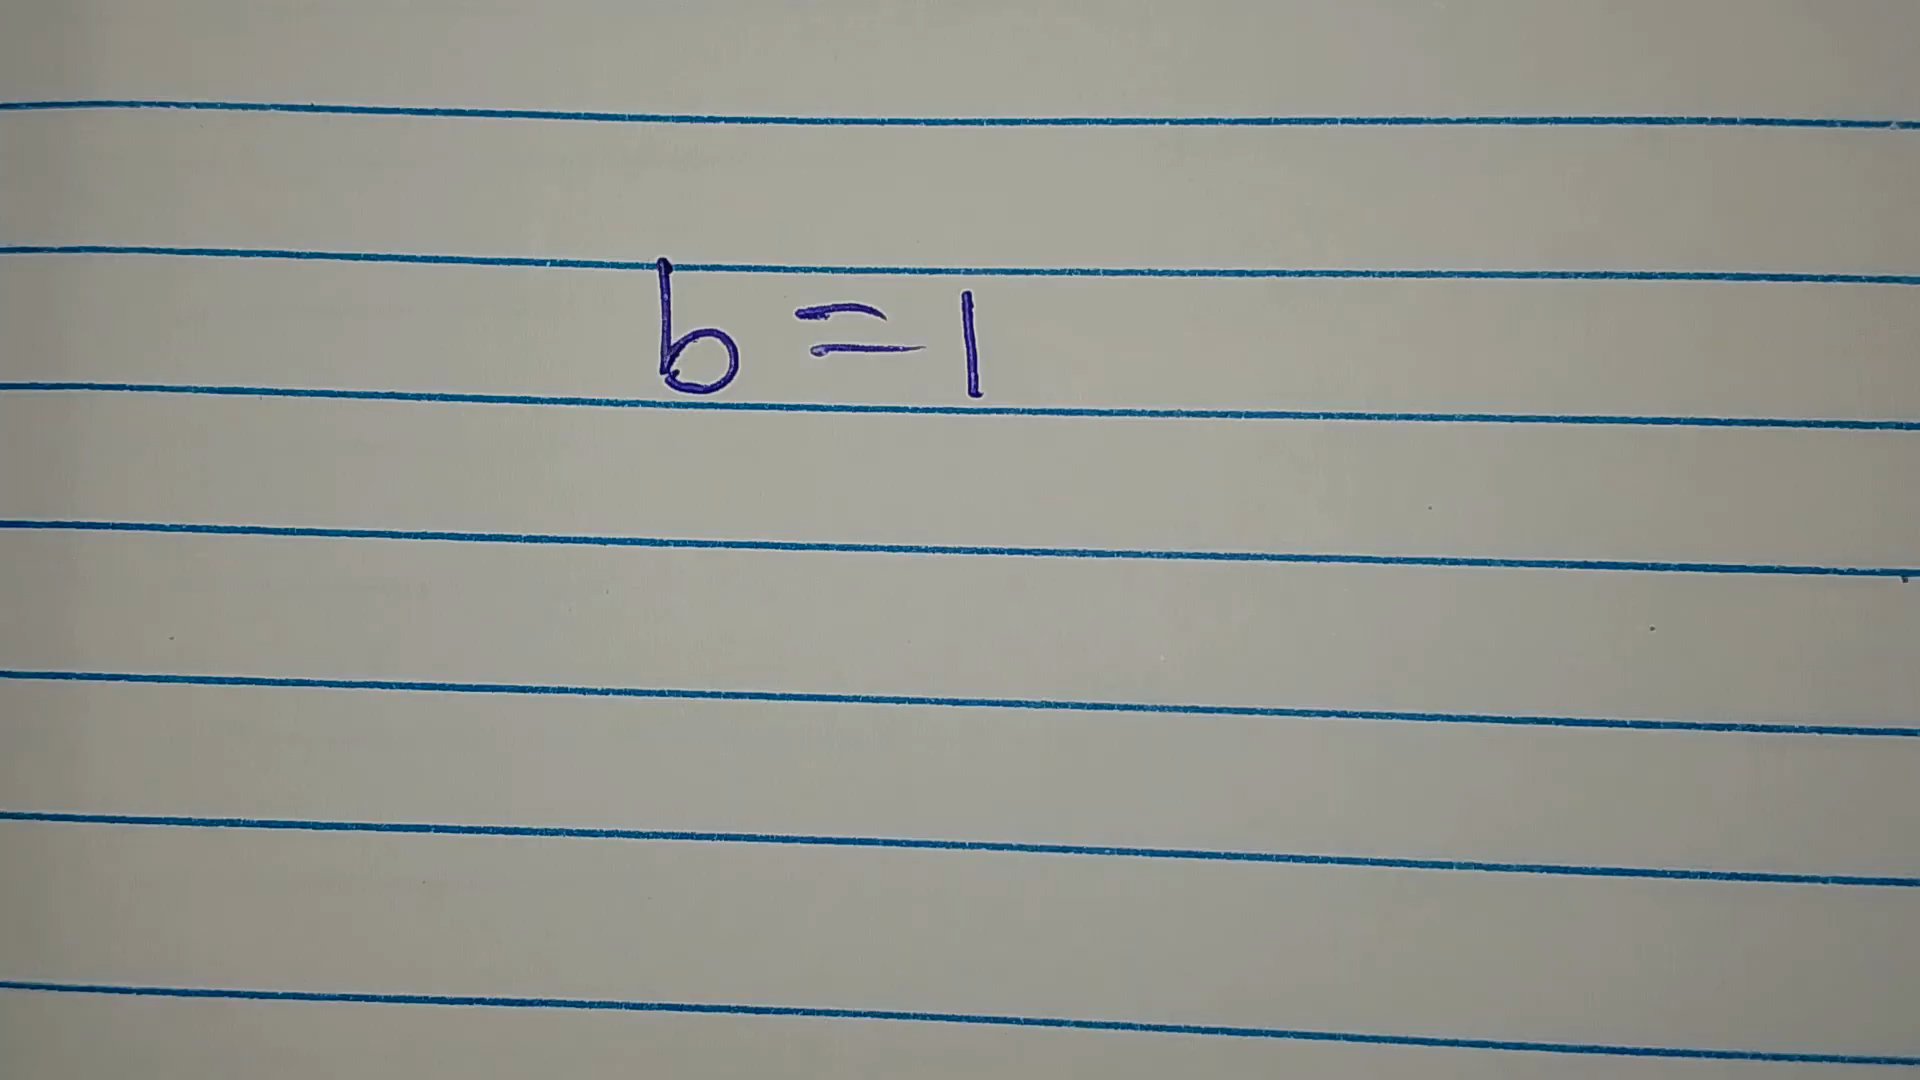 b = 1